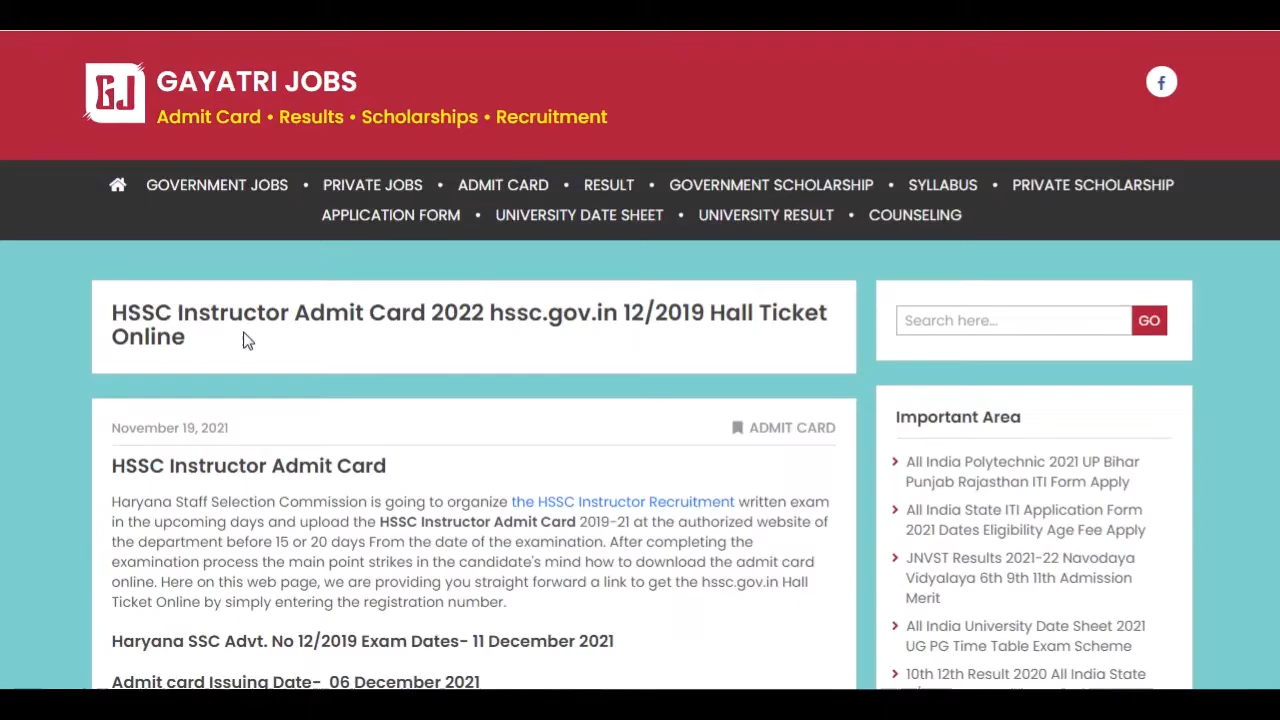 GJ
GAYATRI JOBS
Admit Card • Results • Scholarships • Recruitment
f
GOVERNMENT JOBS • PRIVATE JOBS • ADMIT CARD • RESULT • GOVERNMENT SCHOLARSHIP • SYLLABUS • PRIVATE SCHOLARSHIP
APPLICATION FORM • UNIVERSITY DATE SHEET • UNIVERSITY RESULT • COUNSELING
HSSC Instructor Admit Card 2022 hssc.gov.in 12/2019 Hall Ticket
Online
November 19, 2021
ADMIT CARD
HSSC Instructor Admit Card
Haryana Staff Selection Commission is going to organize the HSSC Instructor Recruitment written exam
in the upcoming days and upload the HSSC Instructor Admit Card 2019-21 at the authorized website of
the department before 15 or 20 days From the date of the examination. After completing the
examination process the main point strikes in the candidate's mind how to download the admit card
online. Here on this web page, we are providing you straight forward a link to get the hssc.gov.in Hall
Ticket Online by simply entering the registration number.
Haryana SSC Advt. No 12/2019 Exam Dates- 11 December 2021
Admit card Issuing Date- 06 December 2021
Search here...
GO
Important Area
All India Polytechnic 2021 UP Bihar
Punjab Rajasthan ITI Form Apply
All India State ITI Application Form
2021 Dates Eligibility Age Fee Apply
JNVST Results 2021-22 Navodaya
Vidyalaya 6th 9th 11th Admission
Merit
All India University Date Sheet 2021
UG PG Time Table Exam Scheme
10th 12th Result 2020 All India State